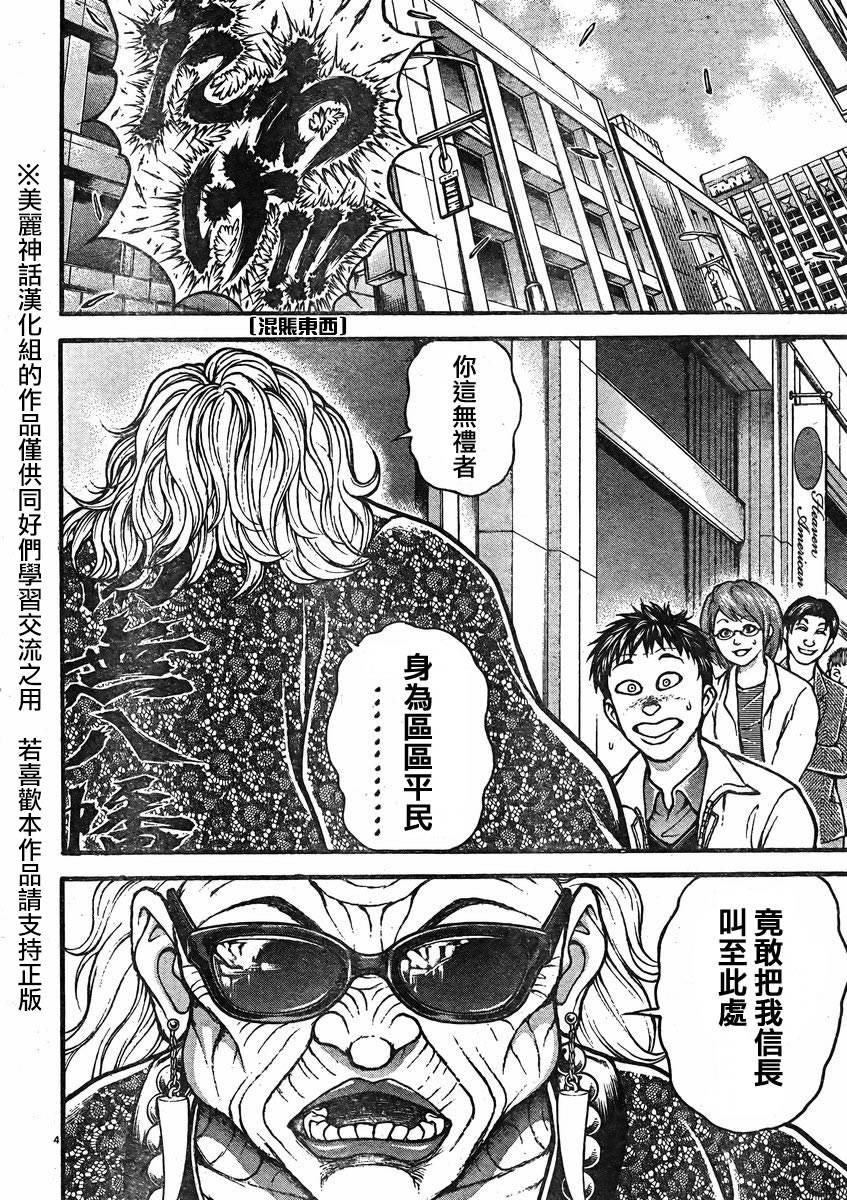 たわけ!!!
〔混賬東西〕
你這無禮者
Heaven
American
身為區區平民
………
竟敢把我信長
叫至此處
※美麗神話漢化組的作品僅供同好們學習交流之用　若喜歡本作品請支持正版
4